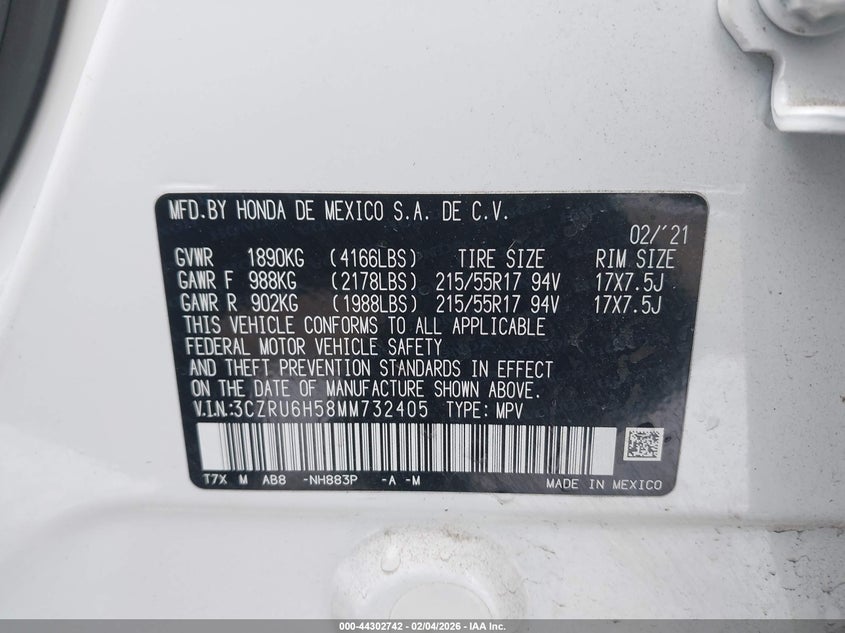 MFD.BY HONDA DE MEXICO S.A. DE C.V.
02/'21
GVWR 1890KG (4166LBS) TIRE SIZE RIM SIZE
GAWR F 988KG (2178LBS) 215/55R17 94V 17X7.5J
GAWR R 902KG (1988LBS) 215/55R17 94V 17X7.5J
THIS VEHICLE CONFORMS TO ALL APPLICABLE
FEDERAL MOTOR VEHICLE SAFETY
AND THEFT PREVENTION STANDARDS IN EFFECT
ON THE DATE OF MANUFACTURE SHOWN ABOVE.
V.I.N:3CZRU6H58MM732405 TYPE: MPV
T7X M AB8 -NH883P -A -M MADE IN MEXICO
000-44302742 - 02/04/2026 - IAA Inc.